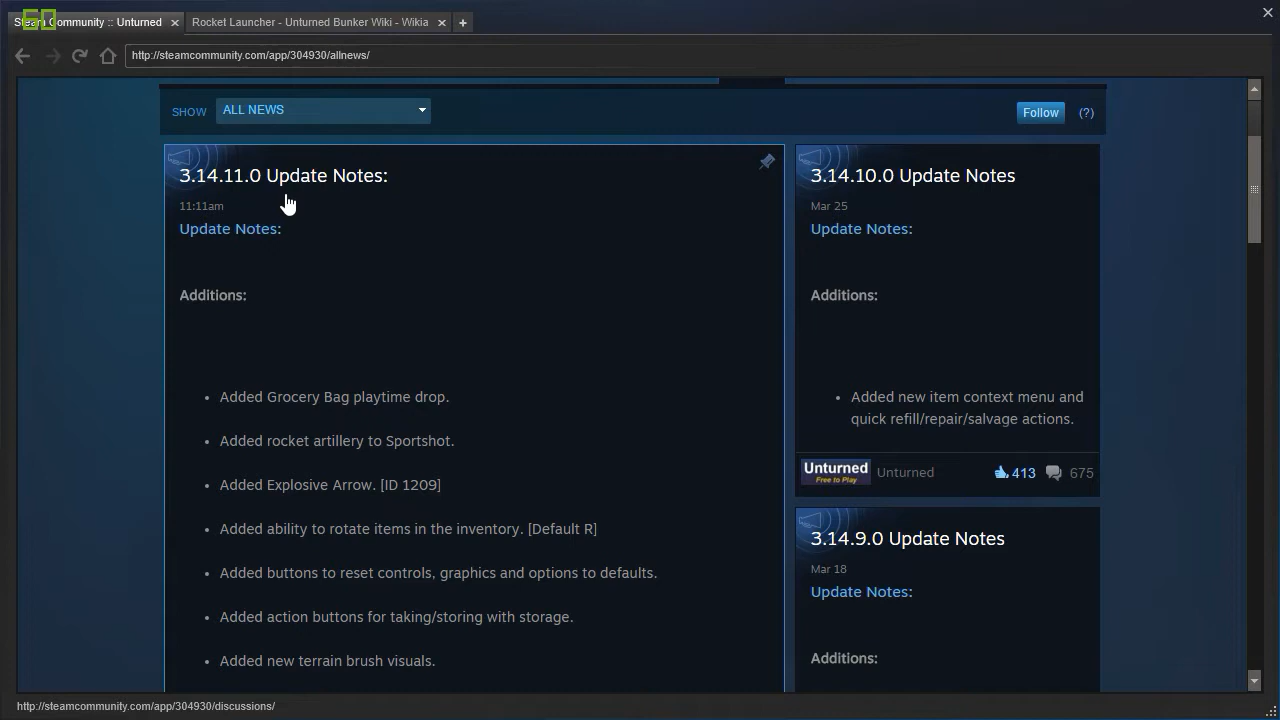 Steam Community :: Unturned
Rocket Launcher - Unturned Bunker Wiki - Wikia
http://steamcommunity.com/app/304930/allnews/
SHOW
ALL NEWS
Follow
(?)
3.14.11.0 Update Notes:
11:11am
Update Notes:
Additions:
• Added Grocery Bag playtime drop.
• Added rocket artillery to Sportshot.
• Added Explosive Arrow. [ID 1209]
• Added ability to rotate items in the inventory. [Default R]
• Added buttons to reset controls, graphics and options to defaults.
• Added action buttons for taking/storing with storage.
• Added new terrain brush visuals.
3.14.10.0 Update Notes
Mar 25
Update Notes:
Additions:
• Added new item context menu and
quick refill/repair/salvage actions.
Unturned
Free to Play
Unturned
413
675
3.14.9.0 Update Notes
Mar 18
Update Notes:
Additions:
http://steamcommunity.com/app/304930/discussions/